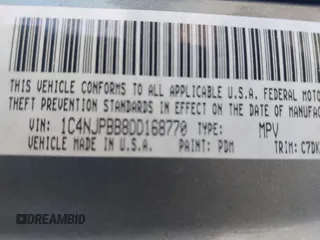 THIS VEHICLE CONFORMS TO ALL APPLICABLE U.S.A. FEDERAL MOTOR
THEFT PREVENTION STANDARDS IN EFFECT ON THE DATE OF MANUFAC
VIN: 1C4NJPBB8DD168770 TYPE: MPV
VEHICLE MADE IN U.S.A. PAINT: PDM TRIM: C7DK
DREAMBID